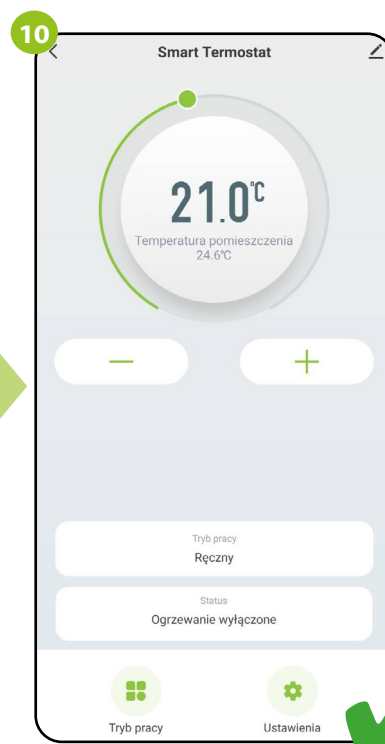 10
Smart Termostat
21.0°C
Temperatura pomieszczenia
24.6°C
Tryb pracy
Ręczny
Status
Ogrzewanie wyłączone
Tryb pracy
Ustawienia